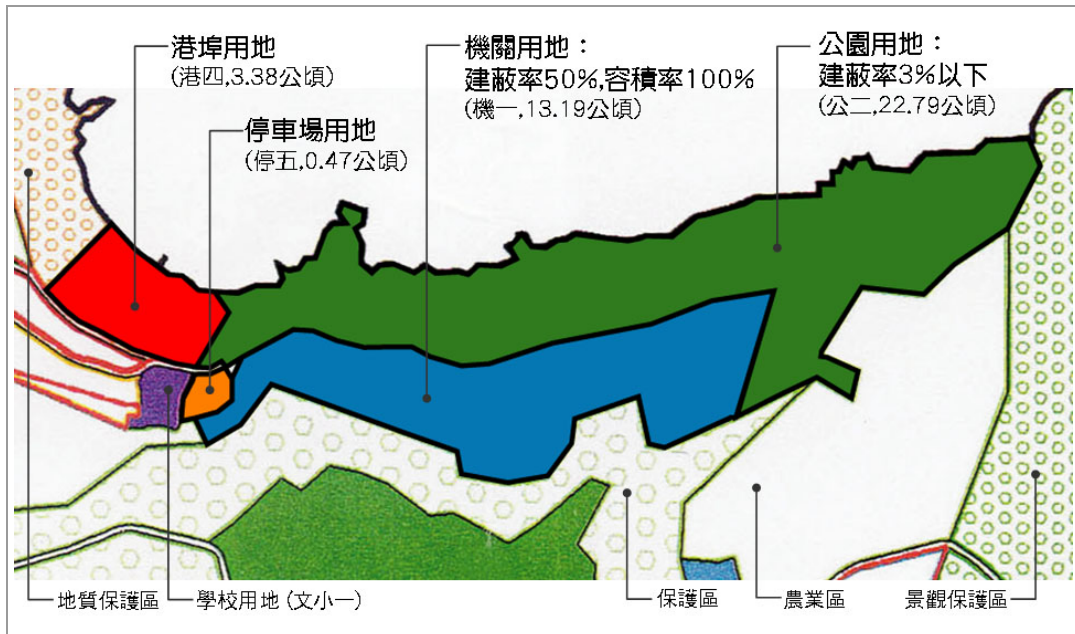 港埠用地
(港四,3.38公頃)
停車場用地
(停五,0.47公頃)
機關用地：
建蔽率50%,容積率100%
(機一,13.19公頃)
公園用地：
建蔽率3%以下
(公二,22.79公頃)
地質保護區
學校用地 (文小一)
保護區
農業區
景觀保護區